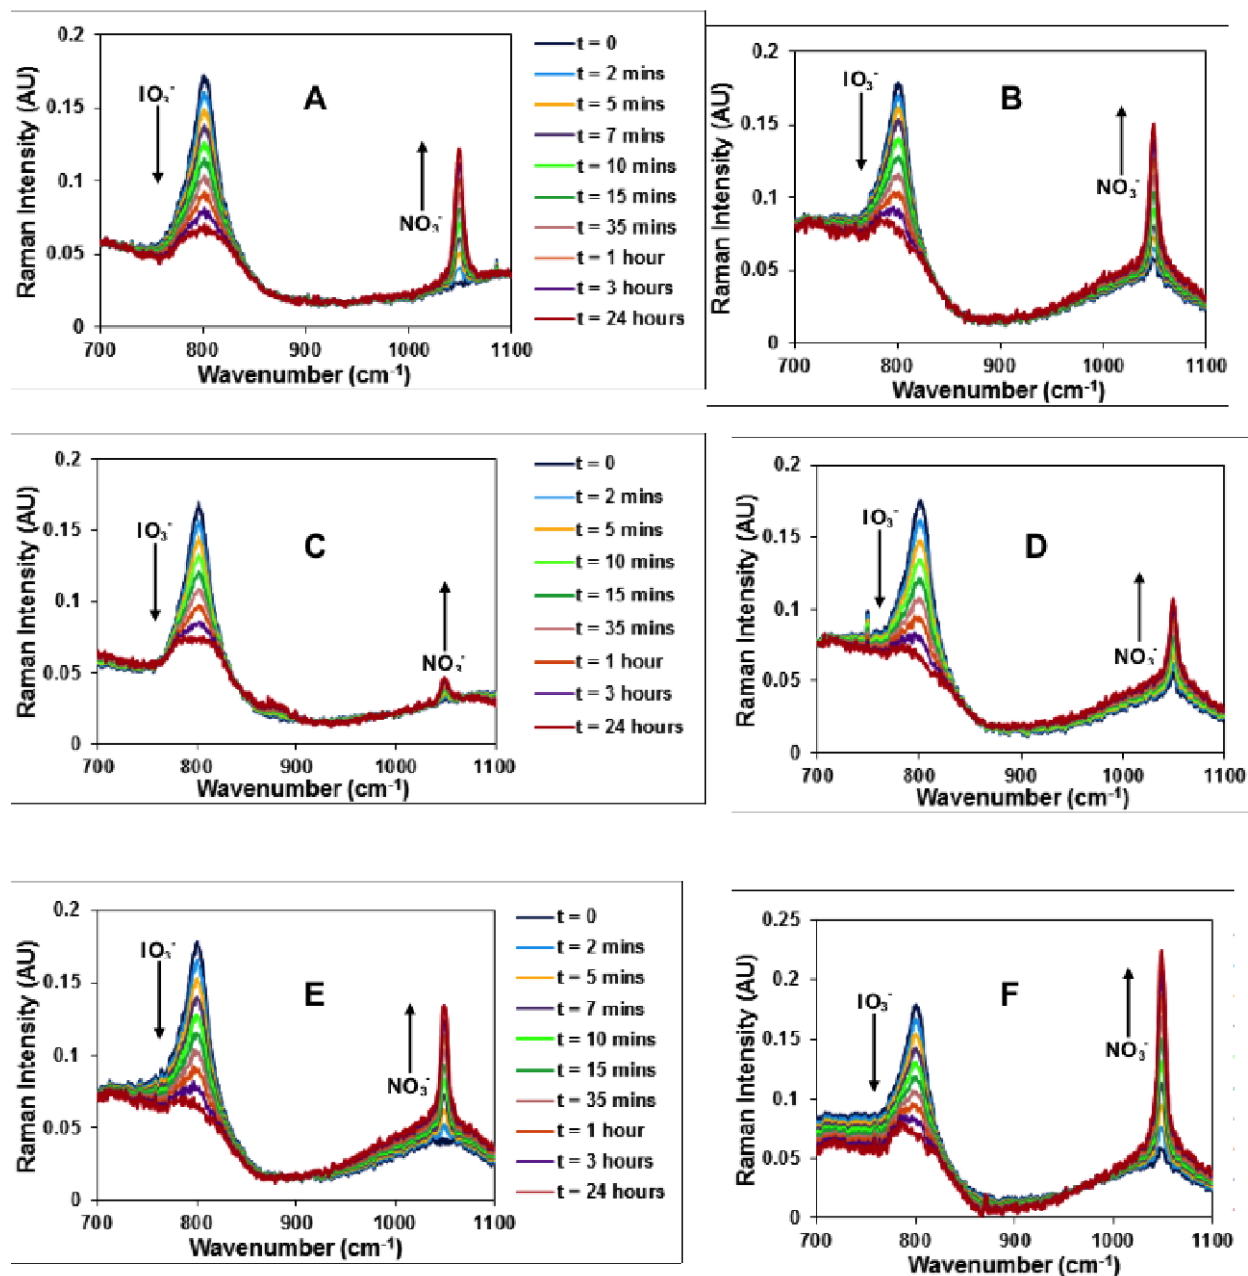 0.2
0.15
0.1
0.05
0
Raman Intensity (AU)
IO₃⁻
A
NO₃⁻
700 800 900 1000 1100
Wavenumber (cm⁻¹)
t = 0
t = 2 mins
t = 5 mins
t = 7 mins
t = 10 mins
t = 15 mins
t = 35 mins
t = 1 hour
t = 3 hours
t = 24 hours
0.2
0.15
0.1
0.05
0
Raman Intensity (AU)
IO₃⁻
B
NO₃⁻
700 800 900 1000 1100
Wavenumber (cm⁻¹)
0.2
0.15
0.1
0.05
0
Raman Intensity (AU)
IO₃⁻
C
NO₃⁻
700 800 900 1000 1100
Wavenumber (cm⁻¹)
t = 0
t = 2 mins
t = 5 mins
t = 10 mins
t = 15 mins
t = 35 mins
t = 1 hour
t = 3 hours
t = 24 hours
0.2
0.15
0.1
0.05
0
Raman Intensity (AU)
IO₃⁻
D
NO₃⁻
700 800 900 1000 1100
Wavenumber (cm⁻¹)
0.2
0.15
0.1
0.05
0
Raman Intensity (AU)
IO₃⁻
E
NO₃⁻
700 800 900 1000 1100
Wavenumber (cm⁻¹)
t = 0
t = 2 mins
t = 5 mins
t = 7 mins
t = 10 mins
t = 15 mins
t = 35 mins
t = 1 hour
t = 3 hours
t = 24 hours
0.25
0.2
0.15
0.1
0.05
0
Raman Intensity (AU)
IO₃⁻
F
NO₃⁻
700 800 900 1000 1100
Wavenumber (cm⁻¹)